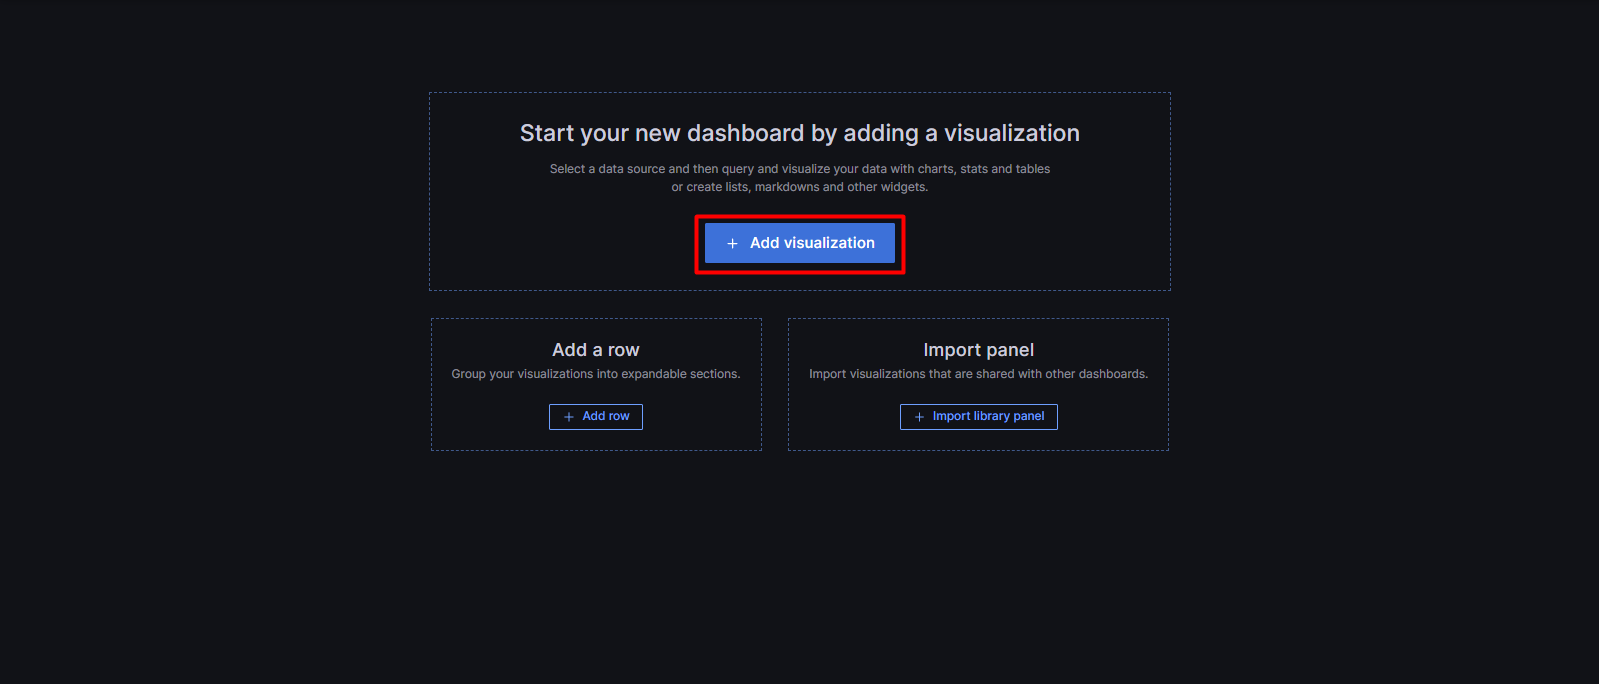 Start your new dashboard by adding a visualization
Select a data source and then query and visualize your data with charts, stats and tables
or create lists, markdowns and other widgets.
+ Add visualization
Add a row
Group your visualizations into expandable sections.
+ Add row
Import panel
Import visualizations that are shared with other dashboards.
+ Import library panel